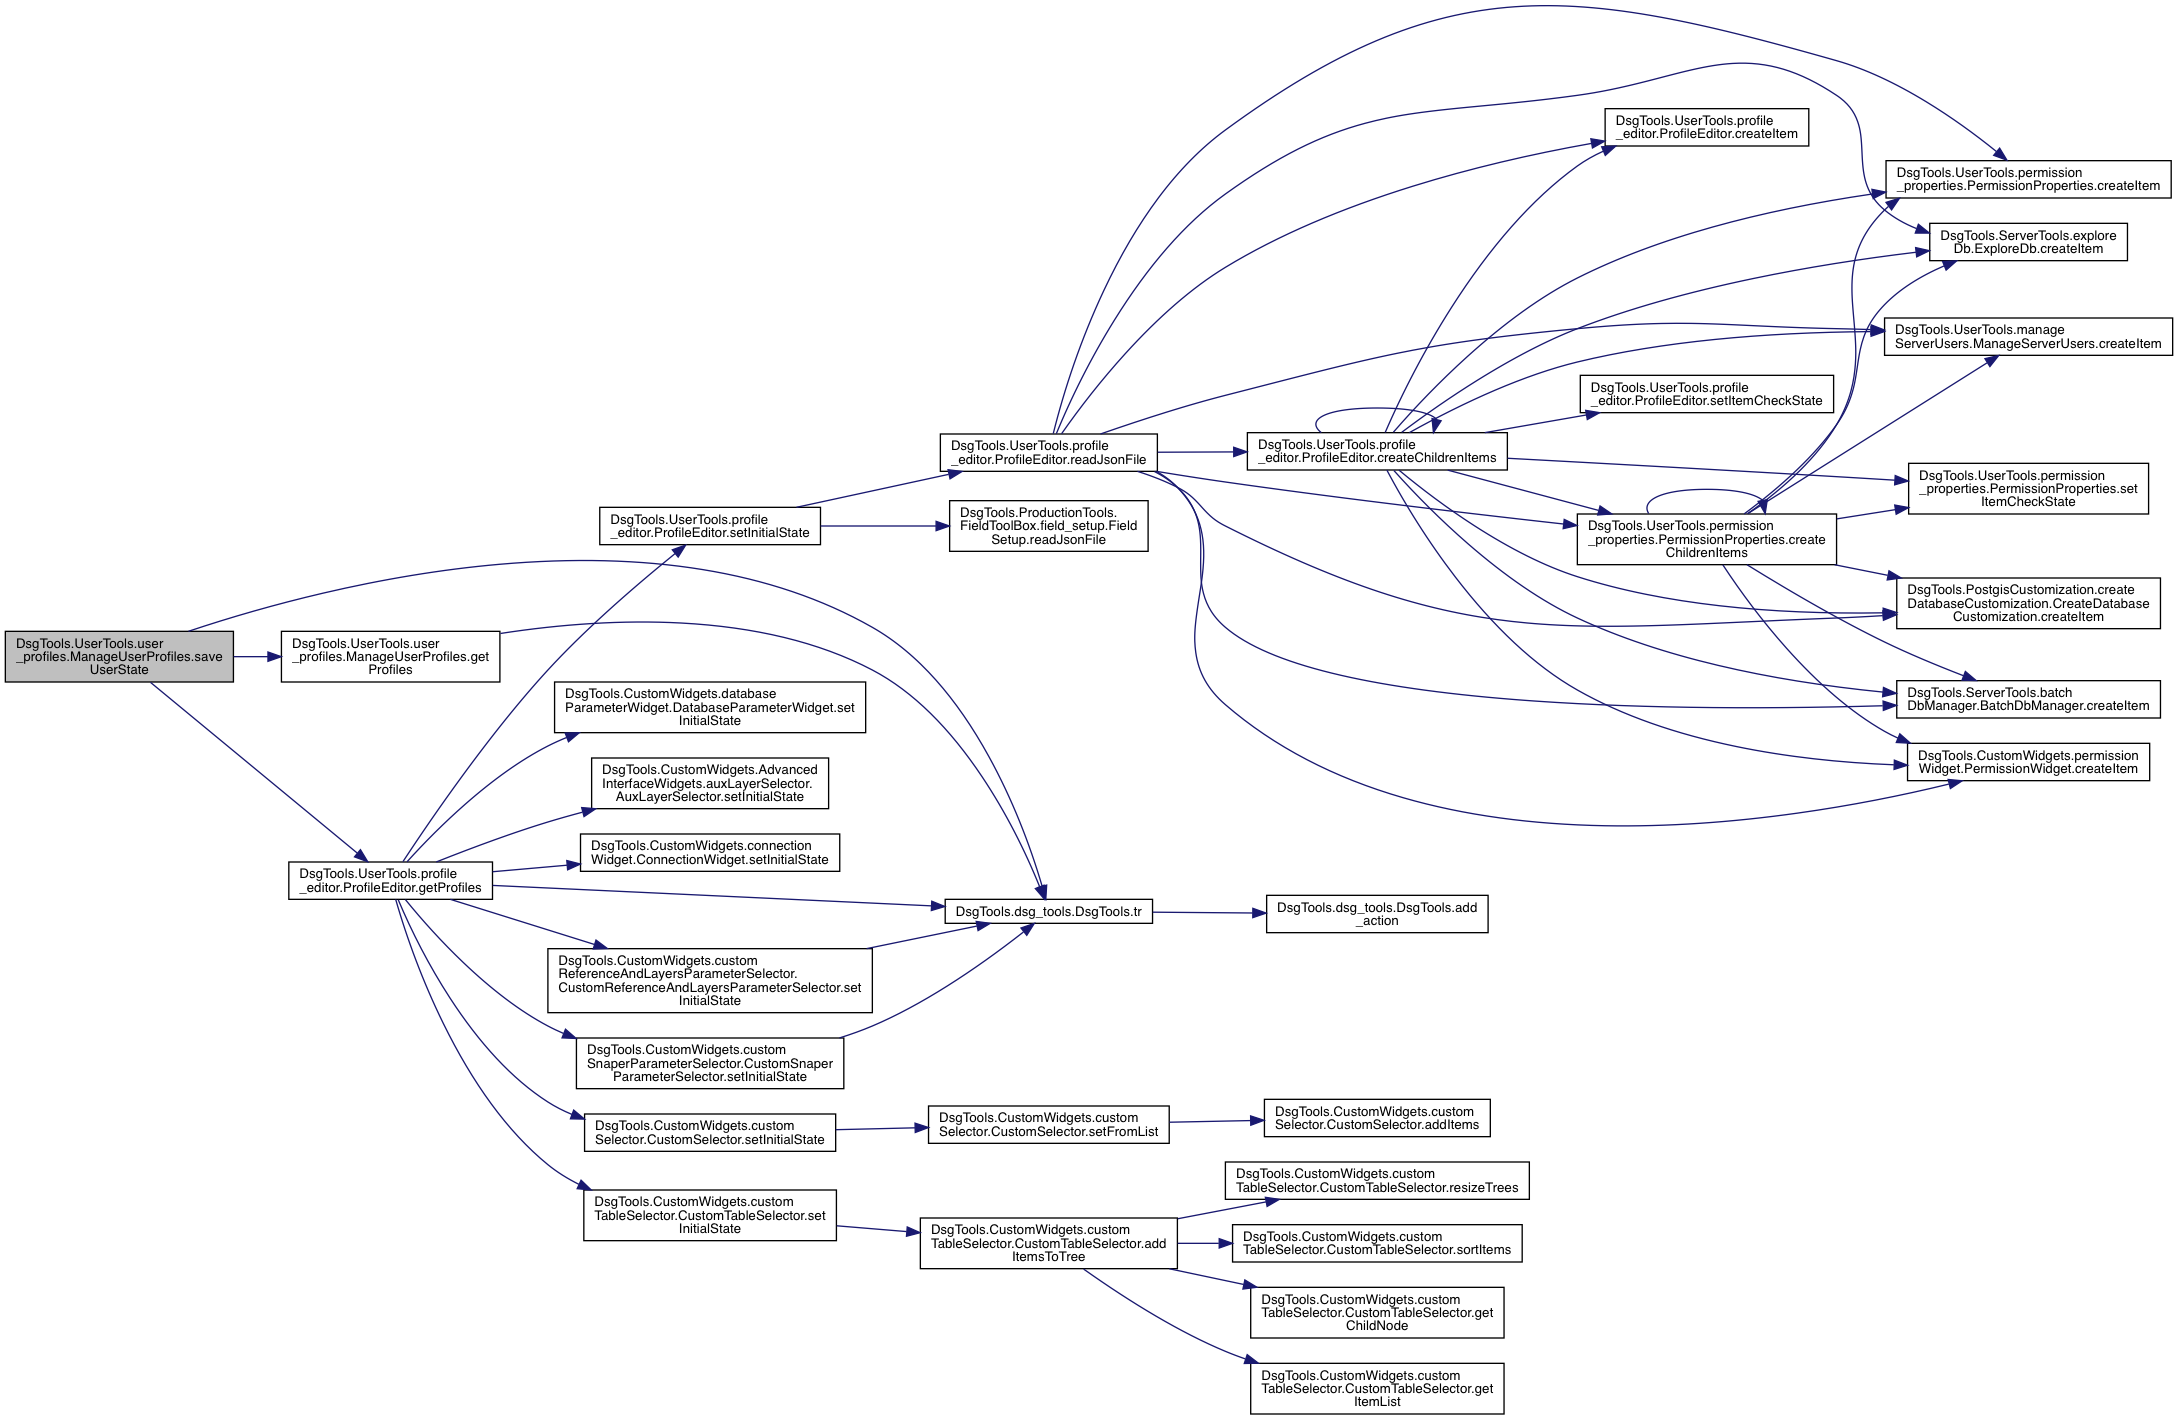 DsgTools.UserTools.user
_profiles.ManageUserProfiles.save
UserState
DsgTools.UserTools.user
_profiles.ManageUserProfiles.get
Profiles
DsgTools.UserTools.profile
_editor.ProfileEditor.getProfiles
DsgTools.UserTools.profile
_editor.ProfileEditor.setInitialState
DsgTools.CustomWidgets.database
ParameterWidget.DatabaseParameterWidget.set
InitialState
DsgTools.CustomWidgets.Advanced
InterfaceWidgets.auxLayerSelector.
AuxLayerSelector.setInitialState
DsgTools.CustomWidgets.connection
Widget.ConnectionWidget.setInitialState
DsgTools.CustomWidgets.custom
ReferenceAndLayersParameterSelector.
CustomReferenceAndLayersParameterSelector.set
InitialState
DsgTools.CustomWidgets.custom
SnaperParameterSelector.CustomSnaper
ParameterSelector.setInitialState
DsgTools.CustomWidgets.custom
Selector.CustomSelector.setInitialState
DsgTools.CustomWidgets.custom
TableSelector.CustomTableSelector.set
InitialState
DsgTools.UserTools.profile
_editor.ProfileEditor.readJsonFile
DsgTools.ProductionTools.
FieldToolBox.field_setup.Field
Setup.readJsonFile
DsgTools.dsg_tools.DsgTools.tr
DsgTools.CustomWidgets.custom
Selector.CustomSelector.setFromList
DsgTools.CustomWidgets.custom
TableSelector.CustomTableSelector.add
ItemsToTree
DsgTools.UserTools.profile
_editor.ProfileEditor.createChildrenItems
DsgTools.dsg_tools.DsgTools.add
_action
DsgTools.CustomWidgets.custom
Selector.CustomSelector.addItems
DsgTools.CustomWidgets.custom
TableSelector.CustomTableSelector.resizeTrees
DsgTools.CustomWidgets.custom
TableSelector.CustomTableSelector.sortItems
DsgTools.CustomWidgets.custom
TableSelector.CustomTableSelector.get
ChildNode
DsgTools.CustomWidgets.custom
TableSelector.CustomTableSelector.get
ItemList
DsgTools.UserTools.profile
_editor.ProfileEditor.createItem
DsgTools.UserTools.profile
_editor.ProfileEditor.setItemCheckState
DsgTools.UserTools.permission
_properties.PermissionProperties.create
ChildrenItems
DsgTools.UserTools.permission
_properties.PermissionProperties.createItem
DsgTools.ServerTools.explore
Db.ExploreDb.createItem
DsgTools.UserTools.manage
ServerUsers.ManageServerUsers.createItem
DsgTools.UserTools.permission
_properties.PermissionProperties.set
ItemCheckState
DsgTools.PostgisCustomization.create
DatabaseCustomization.CreateDatabase
Customization.createItem
DsgTools.ServerTools.batch
DbManager.BatchDbManager.createItem
DsgTools.CustomWidgets.permission
Widget.PermissionWidget.createItem